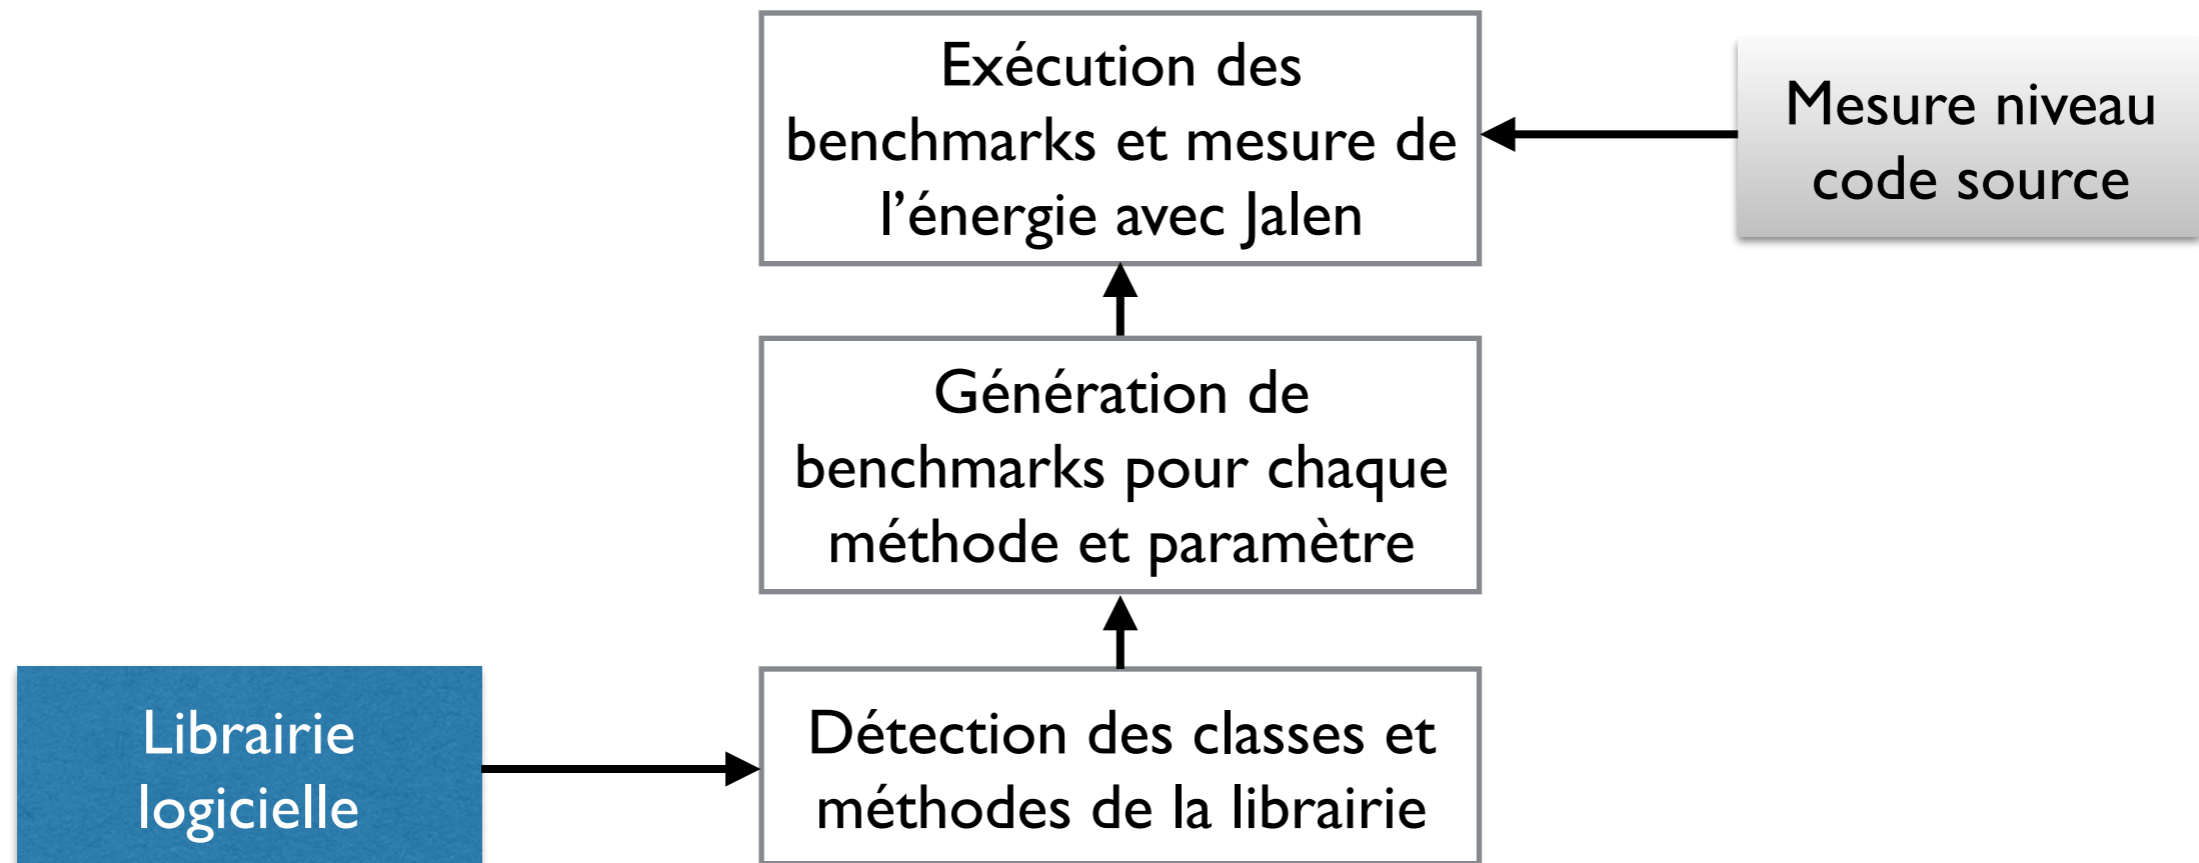 Exécution des
benchmarks et mesure de
l’énergie avec Jalen
Mesure niveau
code source
Génération de
benchmarks pour chaque
méthode et paramètre
Librairie
logicielle
Détection des classes et
méthodes de la librairie